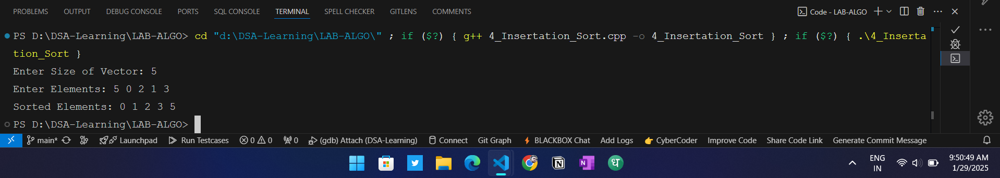 PROBLEMS OUTPUT DEBUG CONSOLE PORTS SQL CONSOLE TERMINAL SPELL CHECKER GITLENS COMMENTS Code - LAB-ALGO
PS D:\DSA-Learning\LAB-ALGO> cd "d:\DSA-Learning\LAB-ALGO\" ; if ($?) { g++ 4_Insertation_Sort.cpp -o 4_Insertation_Sort } ; if ($?) { .\4_Inserta
tion_Sort }
Enter Size of Vector: 5
Enter Elements: 5 0 2 1 3
Sorted Elements: 0 1 2 3 5
PS D:\DSA-Learning\LAB-ALGO>
main* Launchpad Run Testcases 0 0 0 (gdb) Attach (DSA-Learning) Connect Git Graph BLACKBOX Chat Add Logs CyberCoder Improve Code Share Code Link Generate Commit Message
N N ध
ENG
IN
9:50:49 AM
1/29/2025